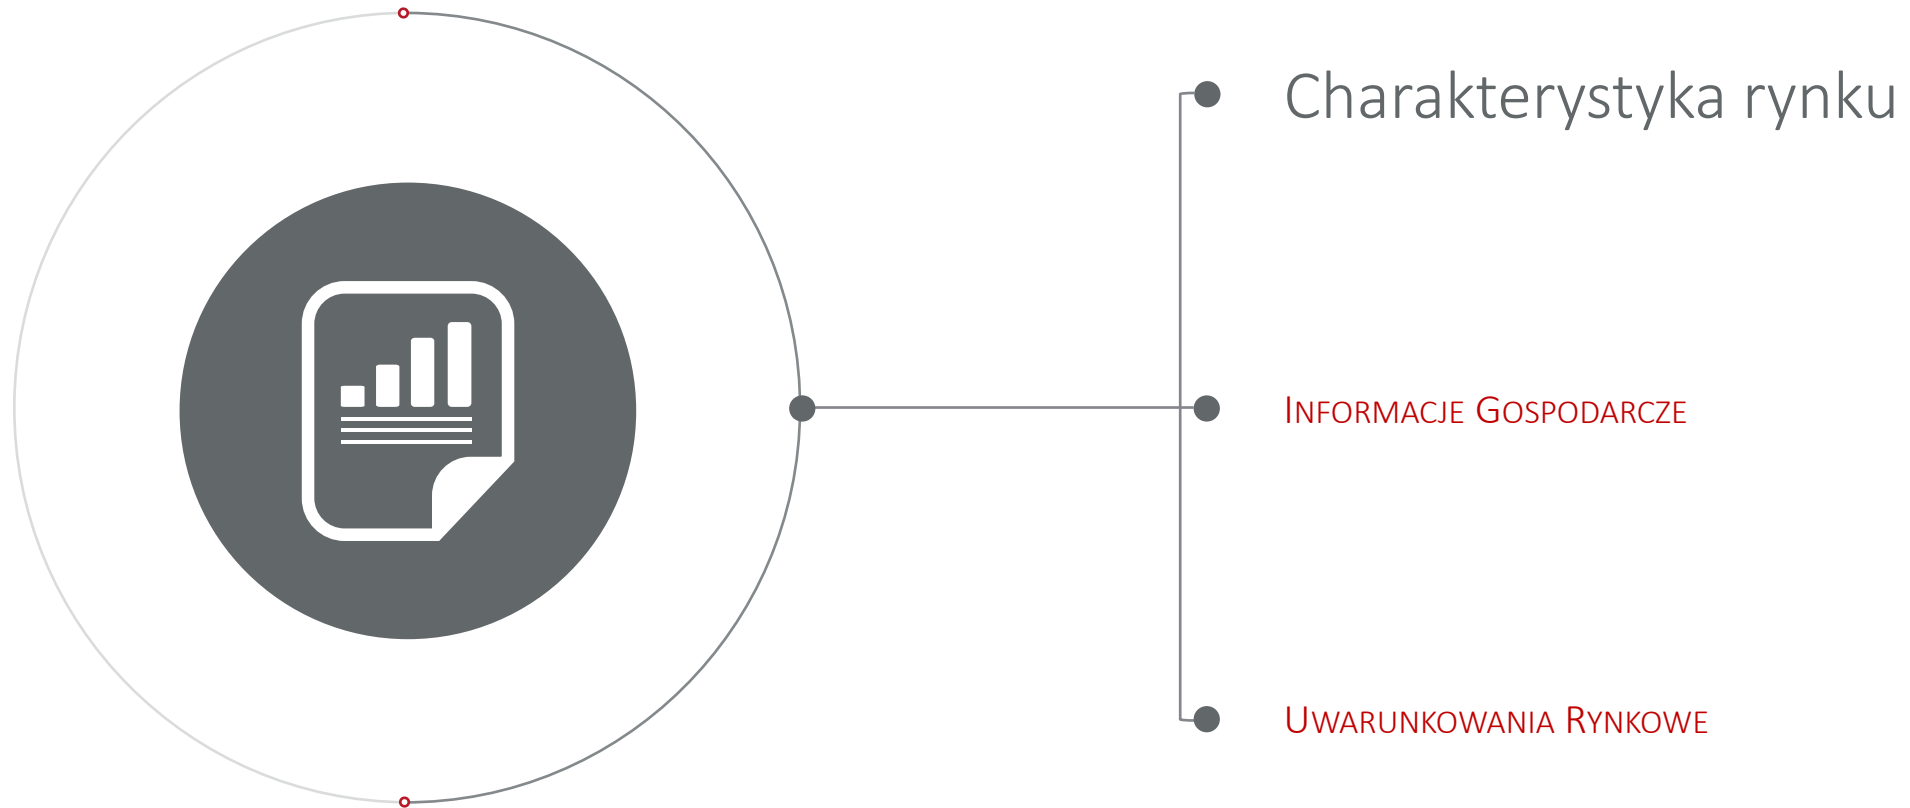 Charakterystyka rynku
Informacje Gospodarcze
Uwarunkowania Rynkowe